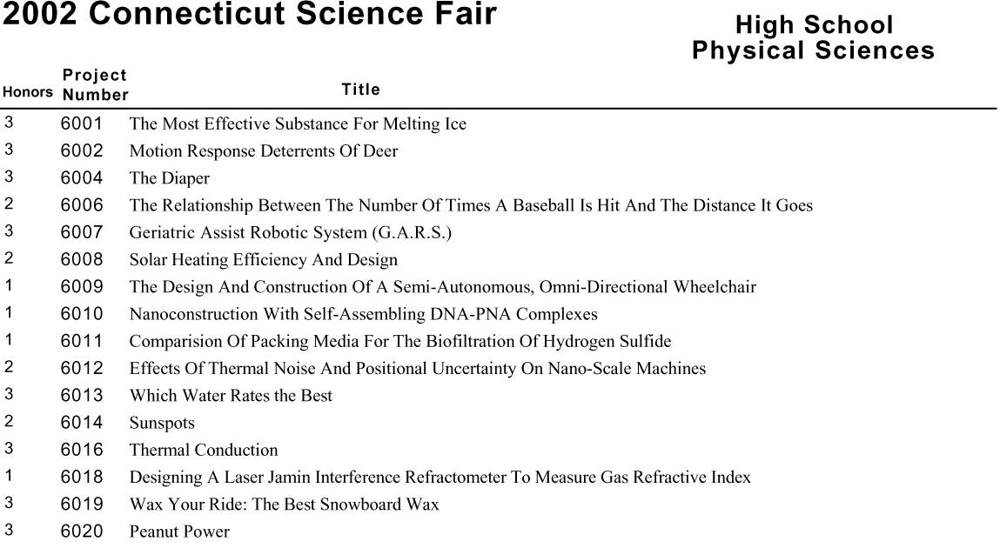 2002 Connecticut Science Fair
High School
Physical Sciences
Honors Project Number Title
3 6001 The Most Effective Substance For Melting Ice
3 6002 Motion Response Deterrents Of Deer
3 6004 The Diaper
2 6006 The Relationship Between The Number Of Times A Baseball Is Hit And The Distance It Goes
3 6007 Geriatric Assist Robotic System (G.A.R.S.)
2 6008 Solar Heating Efficiency And Design
1 6009 The Design And Construction Of A Semi-Autonomous, Omni-Directional Wheelchair
1 6010 Nanoconstruction With Self-Assembling DNA-PNA Complexes
1 6011 Comparision Of Packing Media For The Biofiltration Of Hydrogen Sulfide
2 6012 Effects Of Thermal Noise And Positional Uncertainty On Nano-Scale Machines
3 6013 Which Water Rates the Best
2 6014 Sunspots
3 6016 Thermal Conduction
1 6018 Designing A Laser Jamin Interference Refractometer To Measure Gas Refractive Index
3 6019 Wax Your Ride: The Best Snowboard Wax
3 6020 Peanut Power